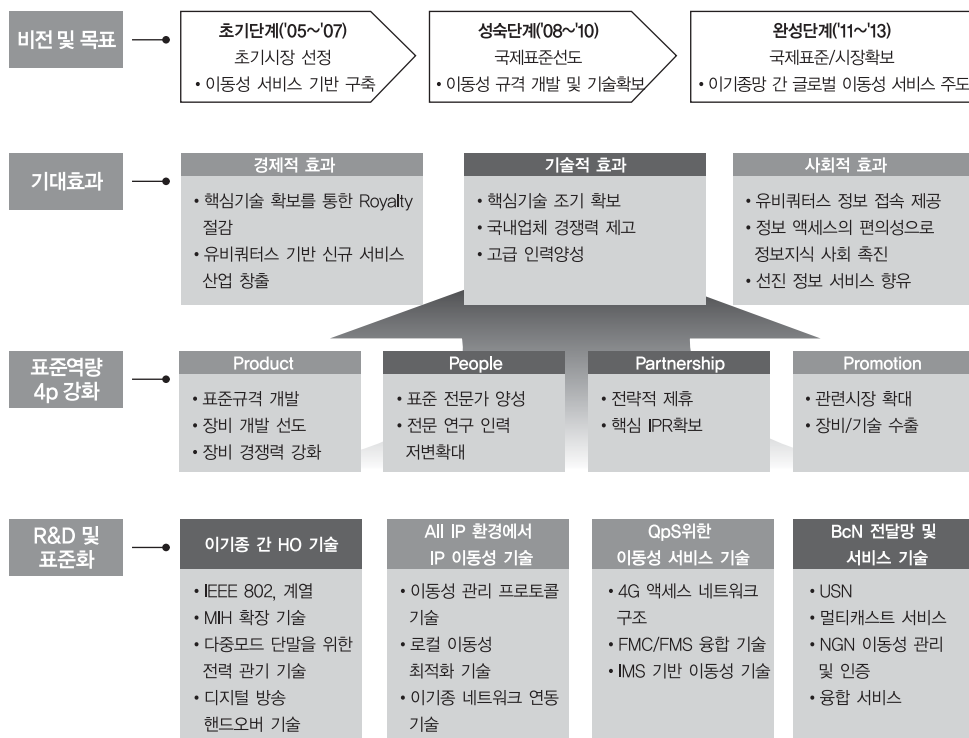 비전 및 목표
초기단계('05~'07)
초기시장 선정
• 이동성 서비스 기반 구축
성숙단계('08~'10)
국제표준선도
• 이동성 규격 개발 및 기술확보
완성단계('11~'13)
국제표준/시장확보
• 이기종망 간 글로벌 이동성 서비스 주도
기대효과
경제적 효과
• 핵심기술 확보를 통한 Royalty
절감
• 유비쿼터스 기반 신규 서비스
산업 창출
기술적 효과
• 핵심기술 조기 확보
• 국내업체 경쟁력 제고
• 고급 인력양성
사회적 효과
• 유비쿼터스 정보 접속 제공
• 정보 액세스의 편의성으로
정보지식 사회 촉진
• 선진 정보 서비스 향유
표준역량
4p 강화
Product
• 표준규격 개발
• 장비 개발 선도
• 장비 경쟁력 강화
People
• 표준 전문가 양성
• 전문 연구 인력
저변확대
Partnership
• 전략적 제휴
• 핵심 IPR확보
Promotion
• 관련시장 확대
• 장비/기술 수출
R&D 및
표준화
이기종 간 HO 기술
• IEEE 802, 계열
• MIH 확장 기술
• 다중모드 단말을 위한
전력 관기 기술
• 디지털 방송
핸드오버 기술
All IP 환경에서
IP 이동성 기술
• 이동성 관리 프로토콜
기술
• 로컬 이동성
최적화 기술
• 이기종 네트워크 연동
기술
QpS위한
이동성 서비스 기술
• 4G 액세스 네트워크
구조
• FMC/FMS 융합 기술
• IMS 기반 이동성 기술
BcN 전달망 및
서비스 기술
• USN
• 멀티캐스트 서비스
• NGN 이동성 관리
및 인증
• 융합 서비스